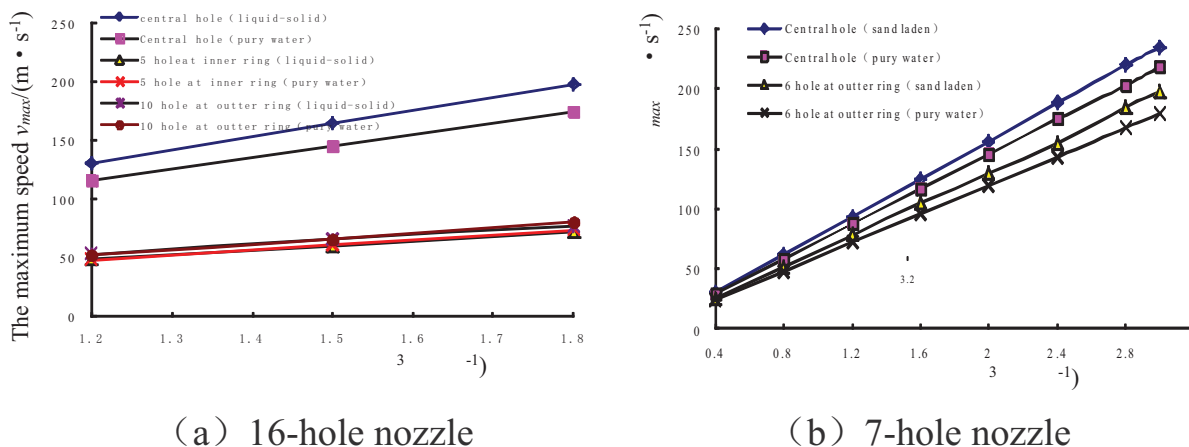 The maximum speed vmax/(m · s-1)
250
200
150
100
50
0
central hole (liquid-solid)
Central hole (pury water)
5 holeat inner ring (liquid-solid)
5 hole at inner ring (pury water)
10 hole at outter ring (liquid-solid)
10 hole at outter ring (pury water)
1.2 1.3 1.4 1.5 1.6 1.7 1.8
3 -1)
(a) 16-hole nozzle
max · s-1)
250
200
150
100
50
0
Central hole (sand laden)
Central hole (pury water)
6 hole at outter ring (sand laden)
6 hole at outter ring (pury water)
3.2
0.4 0.8 1.2 1.6 2 2.4 2.8
3 -1)
(b) 7-hole nozzle